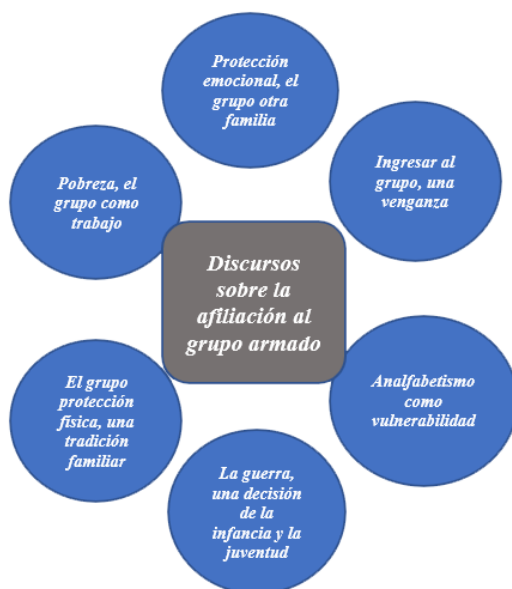 Protección
emocional, el
grupo otra
familia
Ingresar al
grupo, una
venganza
Pobreza, el
grupo como
trabajo
Discursos
sobre la
afiliación al
grupo armado
El grupo
protección
física, una
tradición
familiar
Analfabetismo
como
vulnerabilidad
La guerra,
una decisión
de la
infancia y la
juventud